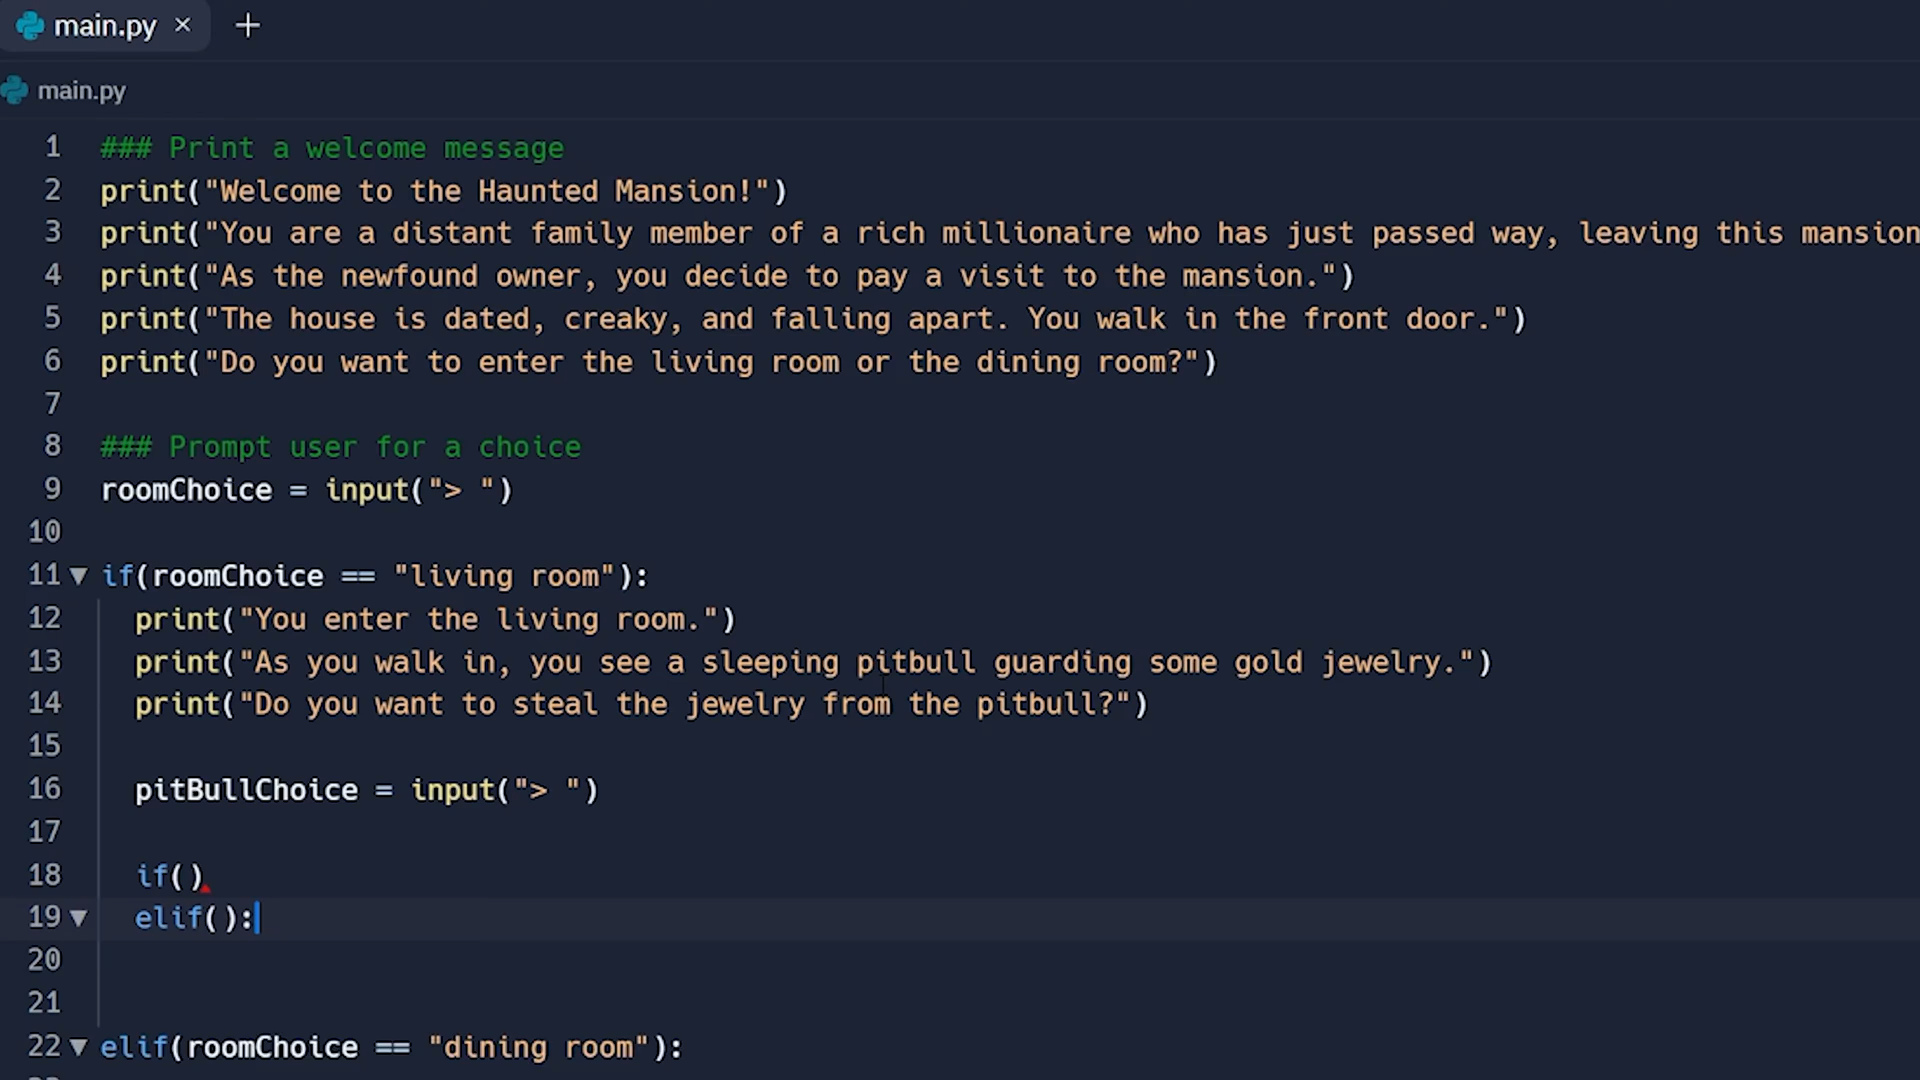 main.py × +
main.py
1 ### Print a welcome message
2 print("Welcome to the Haunted Mansion!")
3 print("You are a distant family member of a rich millionaire who has just passed way, leaving this mansion
4 print("As the newfound owner, you decide to pay a visit to the mansion.")
5 print("The house is dated, creaky, and falling apart. You walk in the front door.")
6 print("Do you want to enter the living room or the dining room?")
7
8 ### Prompt user for a choice
9 roomChoice = input("> ")
10
11 if(roomChoice == "living room"):
12 print("You enter the living room.")
13 print("As you walk in, you see a sleeping pitbull guarding some gold jewelry.")
14 print("Do you want to steal the jewelry from the pitbull?")
15
16 pitBullChoice = input("> ")
17
18 if()
19 elif():
20
21
22 elif(roomChoice == "dining room"):